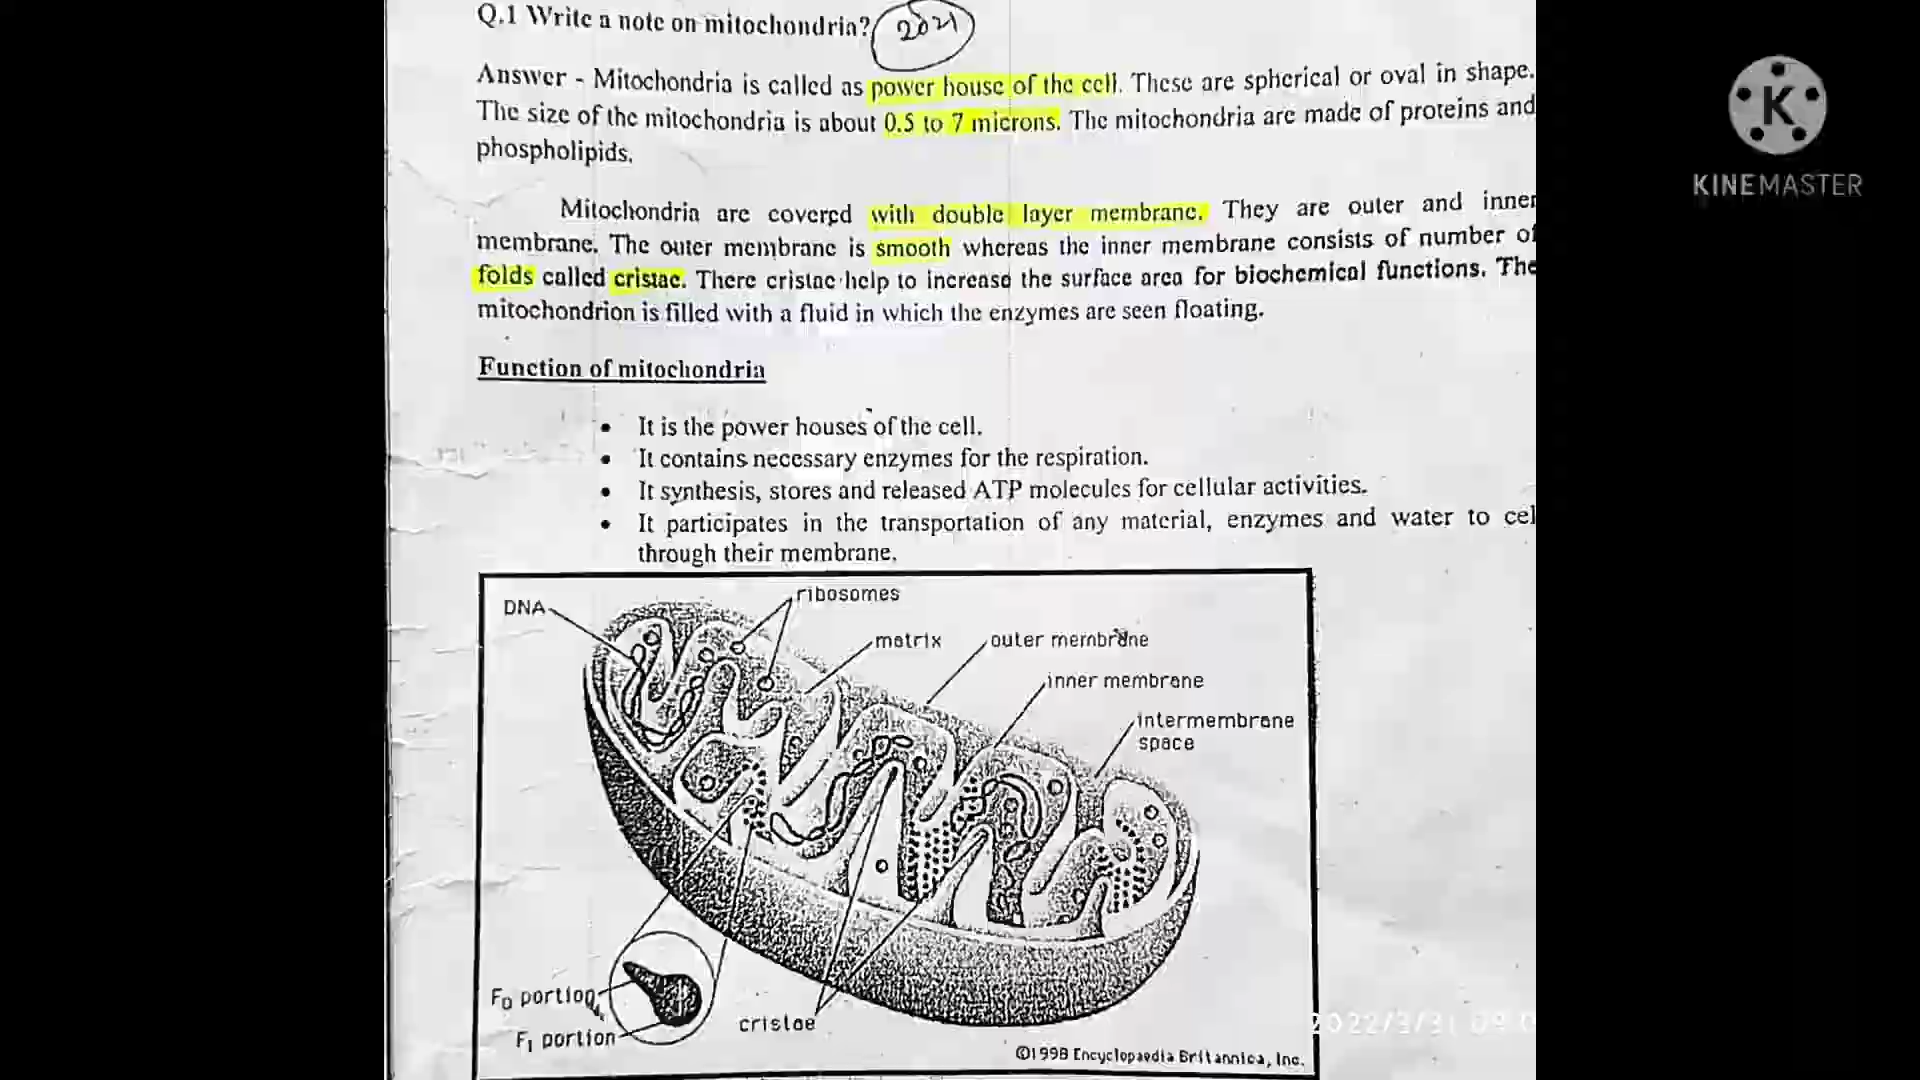 Q.1 Write a note on mitochondria? 2021
Answer - Mitochondria is called as power house of the cell. These are spherical or oval in shape.
The size of the mitochondria is about 0.5 to 7 microns. The mitochondria are made of proteins and
phospholipids.
Mitochondria are covered with double layer membrane. They are outer and inner
membrane. The outer membrane is smooth whereas the inner membrane consists of number of
folds called cristae. There cristae help to increase the surface area for biochemical functions. The
mitochondrion is filled with a fluid in which the enzymes are seen floating.
Function of mitochondria
• It is the power houses of the cell.
• It contains necessary enzymes for the respiration.
• It synthesis, stores and released ATP molecules for cellular activities.
• It participates in the transportation of any material, enzymes and water to cel
through their membrane.
DNA
ribosomes
matrix
outer membrane
inner membrane
intermembrane
space
F0 portion
F1 portion
cristae
©1998 Encyclopaedia Britannica, Inc.
K
KINEMASTER